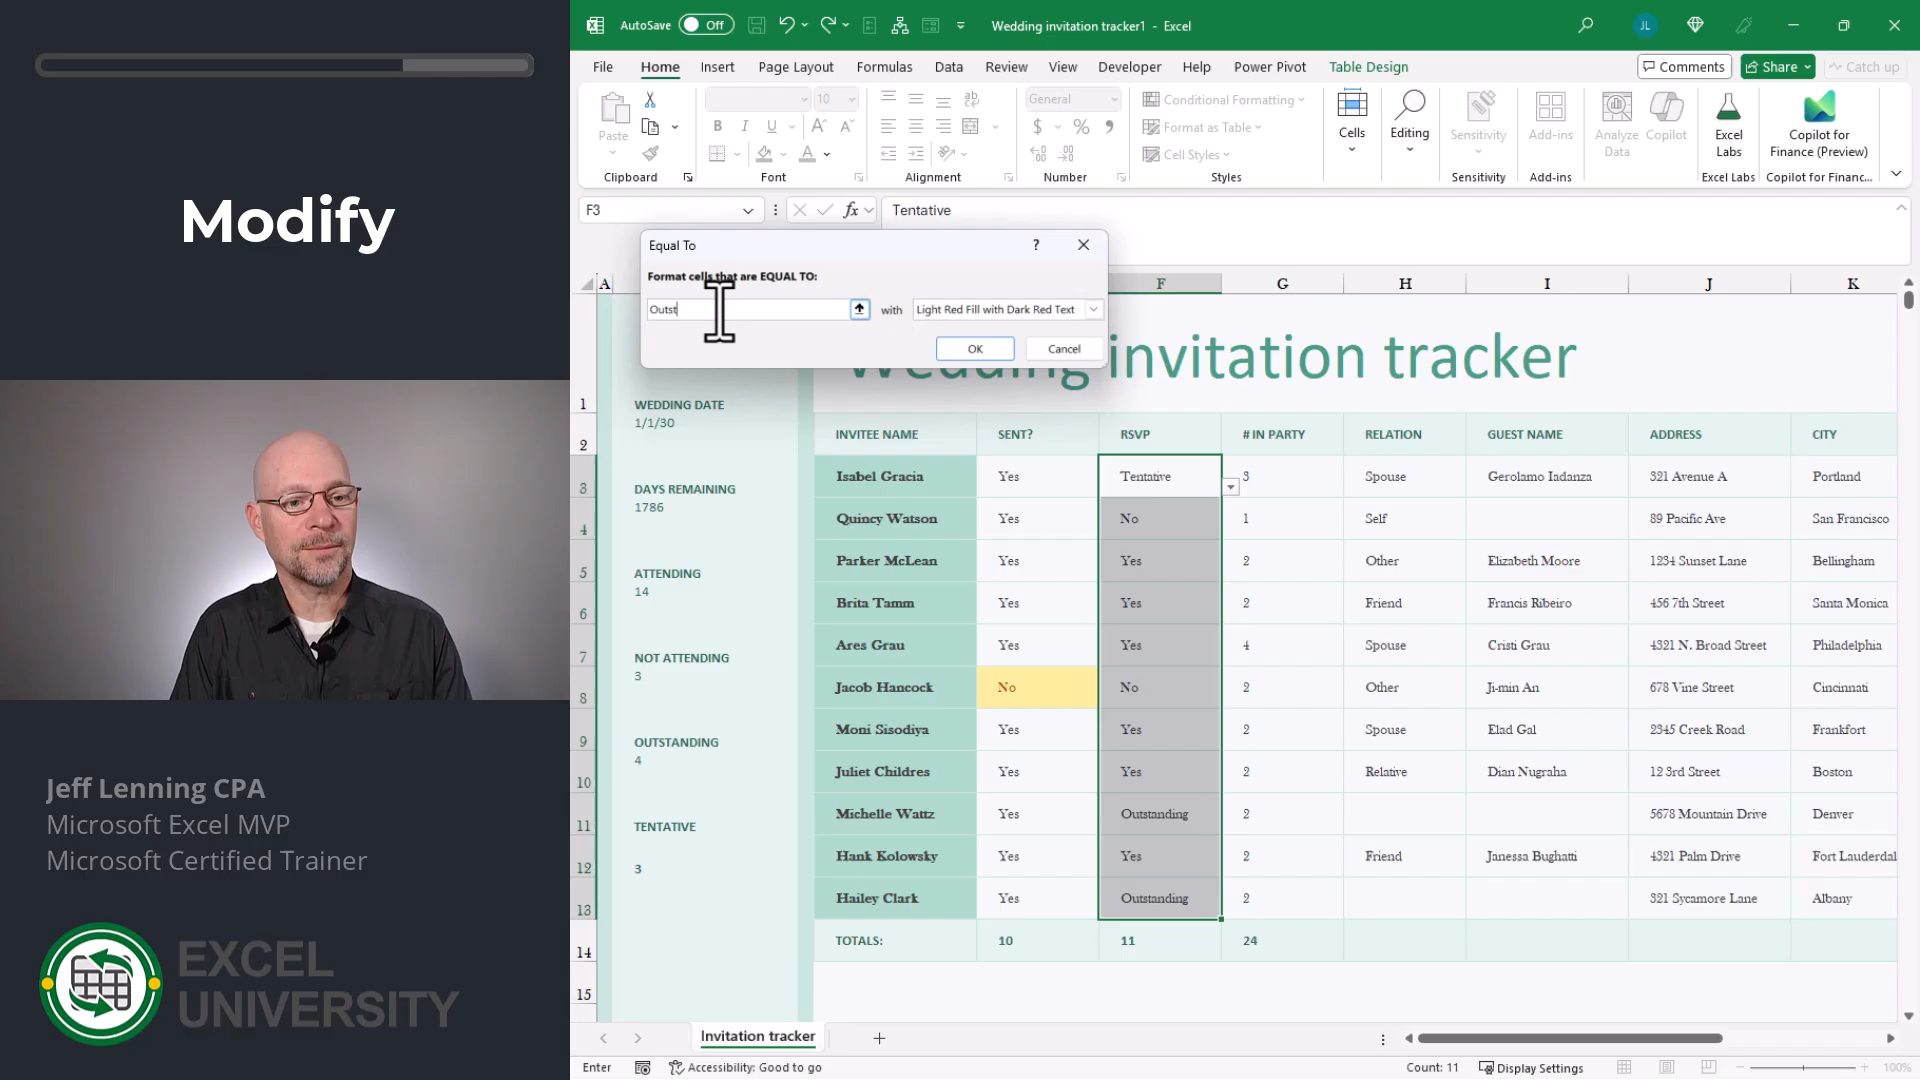 Modify
Jeff Lenning CPA
Microsoft Excel MVP
Microsoft Certified Trainer
EXCEL
UNIVERSITY
AutoSave Off
Wedding invitation tracker1 - Excel
JL
File Home Insert Page Layout Formulas Data Review View Developer Help Power Pivot Table Design
Comments Share Catch up
Paste
Clipboard
10
B I U
Font
Alignment
General
$ % 9
Number
Conditional Formatting
Format as Table
Cell Styles
Styles
Cells
Editing
Sensitivity
Sensitivity
Add-ins
Add-ins
Analyze Data
Copilot
Excel Labs
Excel Labs
Copilot for Finance (Preview)
Copilot for Financ...
F3 fx Tentative
Equal To ? 
Format cells that are EQUAL TO:
Outst with Light Red Fill with Dark Red Text
OK Cancel
A F G H I J K
invitation tracker
1 WEDDING DATE
1/1/30
2 INVITEE NAME SENT? RSVP # IN PARTY RELATION GUEST NAME ADDRESS CITY
3 Isabel Gracia Yes Tentative 3 Spouse Gerolamo Iadanza 321 Avenue A Portland
DAYS REMAINING
1786
4 Quincy Watson Yes No 1 Self 89 Pacific Ave San Francisco
5 Parker McLean Yes Yes 2 Other Elizabeth Moore 1234 Sunset Lane Bellingham
ATTENDING
14
6 Brita Tamm Yes Yes 2 Friend Francis Ribeiro 456 7th Street Santa Monica
7 Ares Grau Yes Yes 4 Spouse Cristi Grau 4321 N. Broad Street Philadelphia
NOT ATTENDING
3
8 Jacob Hancock No No 2 Other Ji-min An 678 Vine Street Cincinnati
9 Moni Sisodiya Yes Yes 2 Spouse Elad Gal 2345 Creek Road Frankfort
OUTSTANDING
4
10 Juliet Childres Yes Yes 2 Relative Dian Nugraha 12 3rd Street Boston
11 Michelle Wattz Yes Outstanding 2 5678 Mountain Drive Denver
TENTATIVE
3
12 Hank Kolowsky Yes Yes 2 Friend Janessa Bughatti 4321 Palm Drive Fort Lauderdal
13 Hailey Clark Yes Outstanding 2 321 Sycamore Lane Albany
14 TOTALS: 10 11 24
15
Invitation tracker
Enter Accessibility: Good to go Count: 11 Display Settings 100%